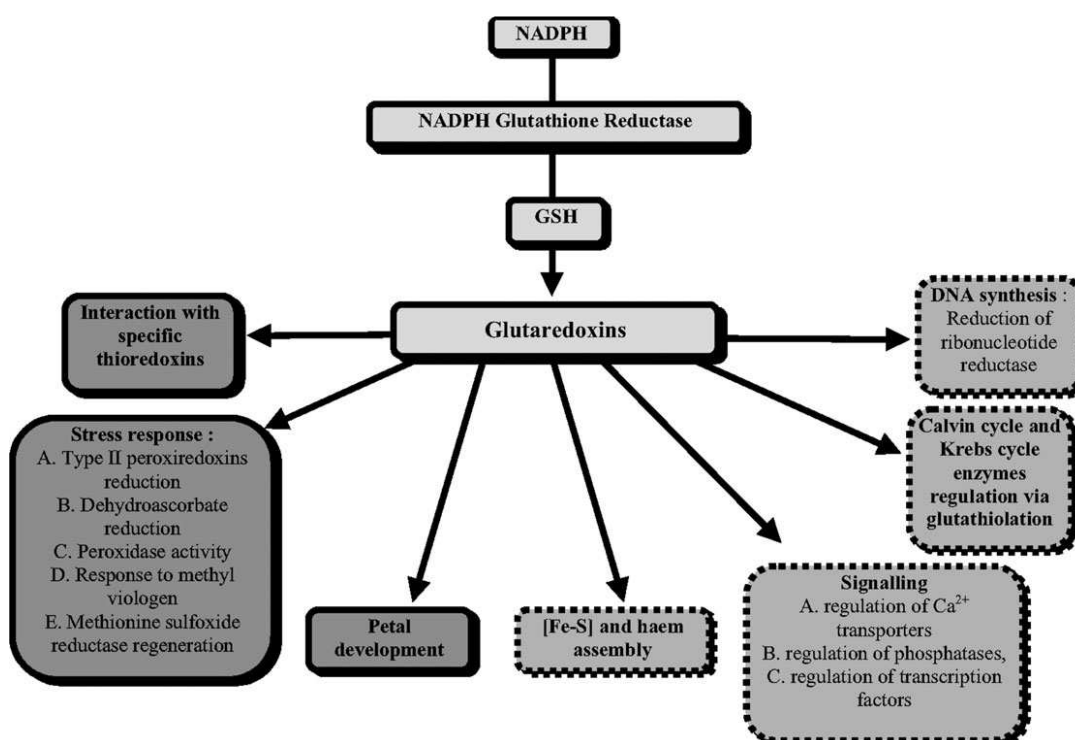 NADPH
NADPH Glutathione Reductase
GSH
Glutaredoxins
Interaction with
specific
thioredoxins
DNA synthesis :
Reduction of
ribonucleotide
reductase
Stress response :
A. Type II peroxiredoxins
reduction
B. Dehydroascorbate
reduction
C. Peroxidase activity
D. Response to methyl
viologen
E. Methionine sulfoxide
reductase regeneration
Calvin cycle and
Krebs cycle
enzymes
regulation via
glutathiolation
Petal
development
[Fe-S] and haem
assembly
Signalling
A. regulation of Ca²⁺
transporters
B. regulation of phosphatases,
C. regulation of transcription
factors